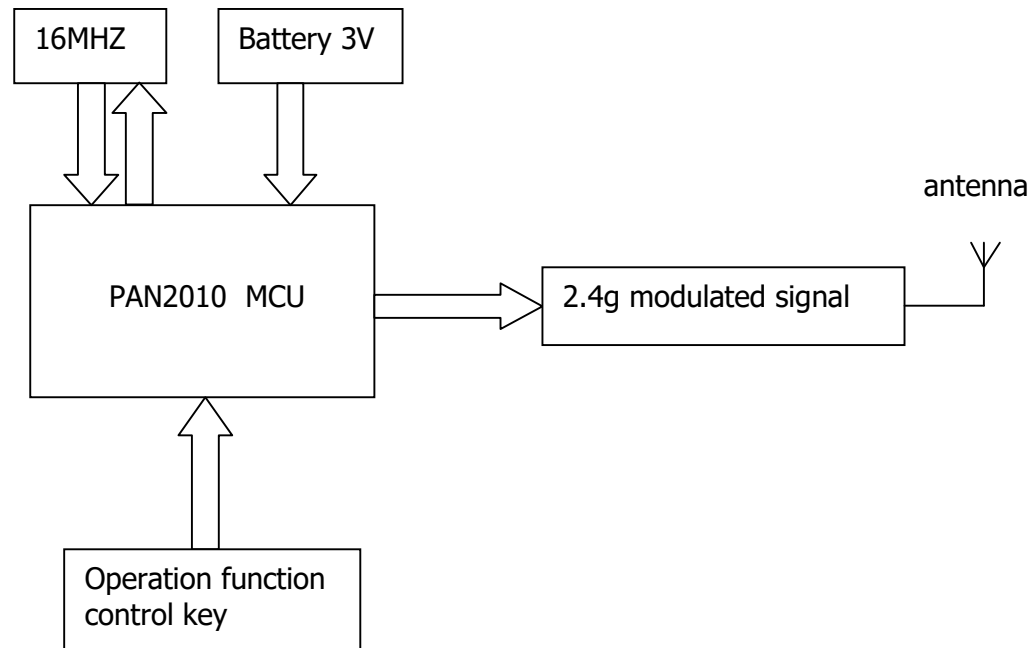 16MHZ
Battery 3V
antenna
PAN2010  MCU
2.4g modulated signal
Operation function
control key